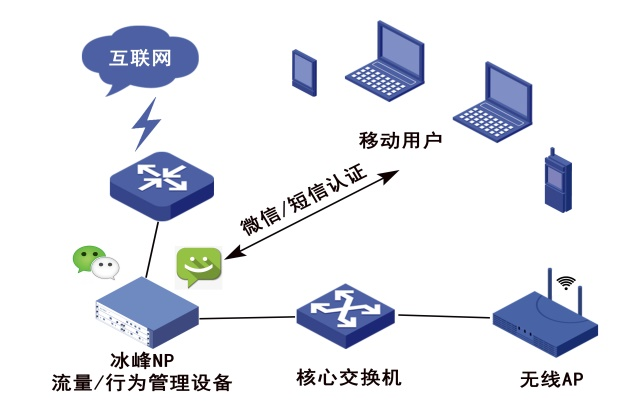 互联网
移动用户
微信/短信认证
冰峰NP
流量/行为管理设备
核心交换机
无线AP